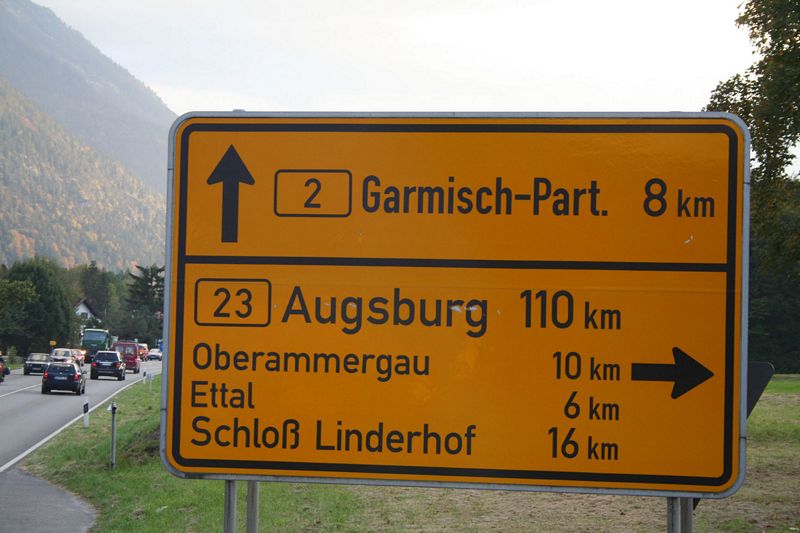 2 Garmisch-Part. 8 km
23 Augsburg 110 km
Oberammergau 10 km
Ettal 6 km
Schloß Linderhof 16 km